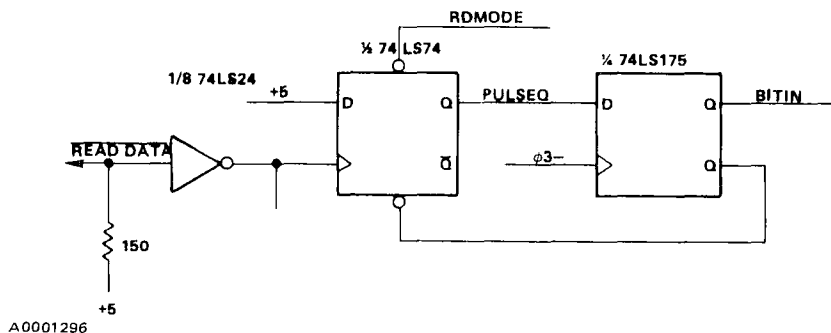 RDMODE
½ 74 LS74
¼ 74LS175
1/8 74LS24
+5
D
Q
PULSEQ
D
Q
BITIN
READ DATA
Q̅
φ3−
Q
150
+5
A0001296